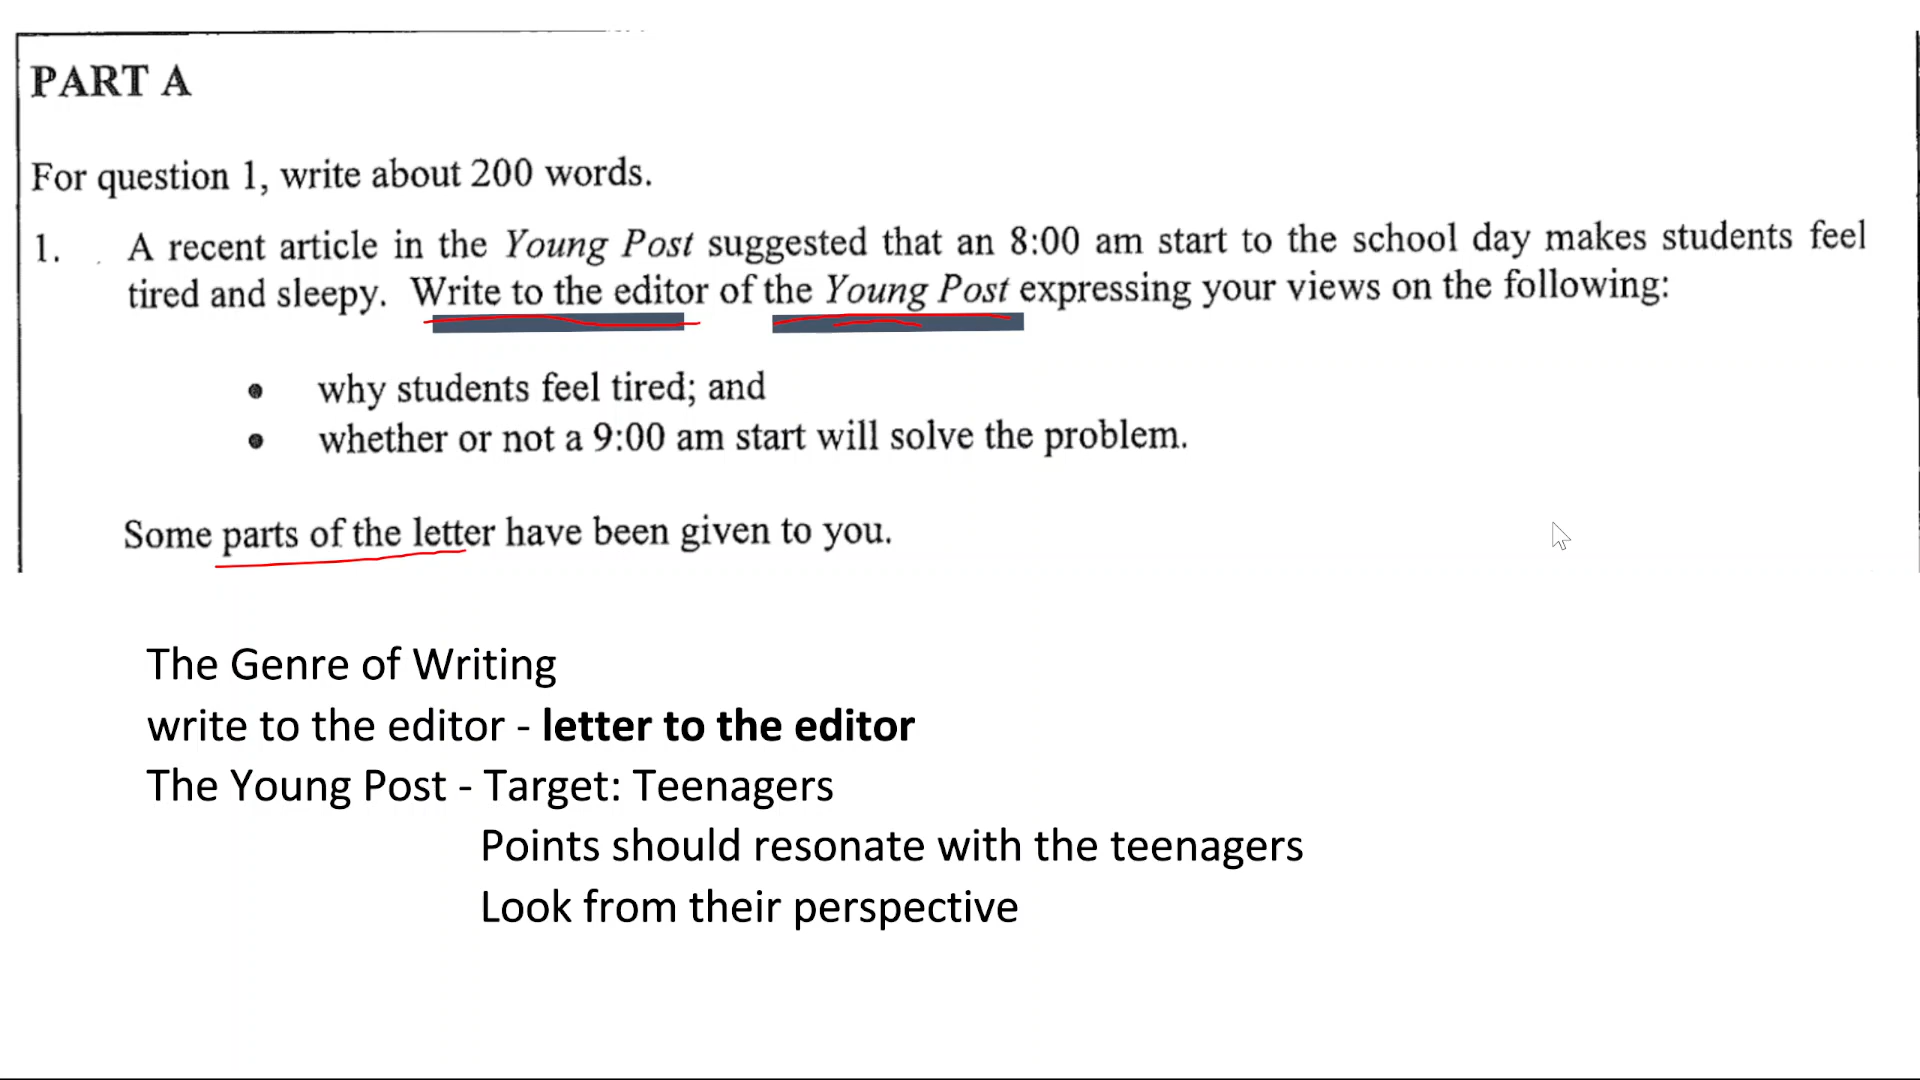 PART A
For question 1, write about 200 words.
1. A recent article in the Young Post suggested that an 8:00 am start to the school day makes students feel
tired and sleepy. Write to the editor of the Young Post expressing your views on the following:
• why students feel tired; and
• whether or not a 9:00 am start will solve the problem.
Some parts of the letter have been given to you.
The Genre of Writing
write to the editor - letter to the editor
The Young Post - Target: Teenagers
Points should resonate with the teenagers
Look from their perspective